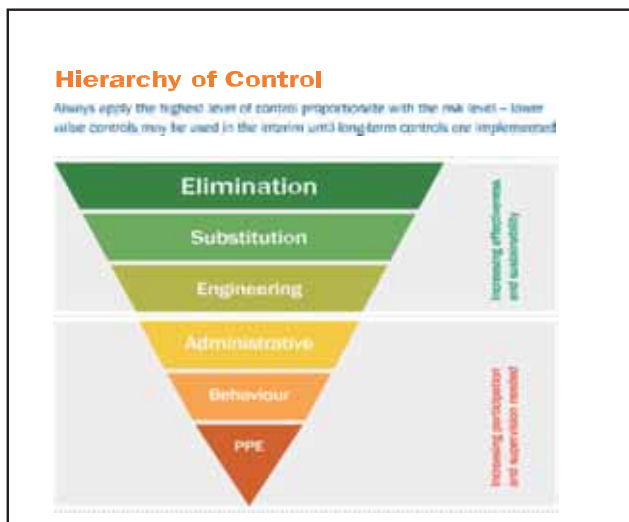 Hierarchy of Control
Always apply the highest level of control proportionate with the risk level – lower
value controls may be used in the interim until long-term controls are implemented
Elimination
Substitution
Engineering
Administrative
Behaviour
PPE
Increasing effectiveness
and sustainability
Increasing participation
and supervision needed